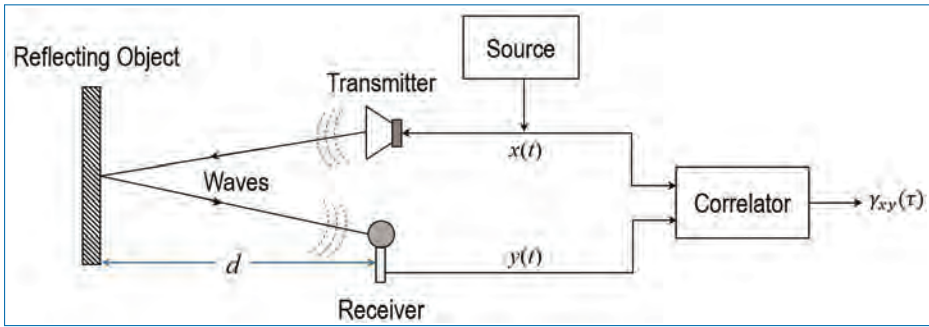 Source
Reflecting Object
Transmitter
x(t)
Waves
Correlator
γxy(τ)
d
y(t)
Receiver